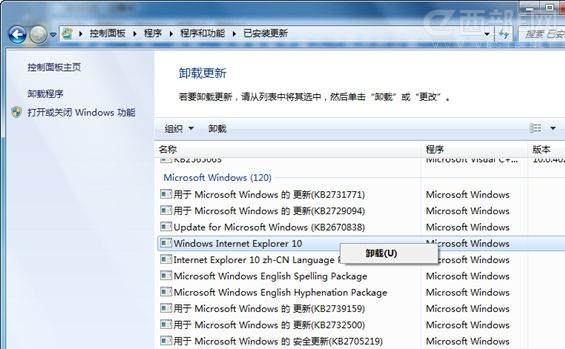 西部e网
控制面板 ▸ 程序 ▸ 程序和功能 ▸ 已安装更新
搜索 已安
控制面板主页
卸载程序
打开或关闭 Windows 功能
卸载更新
若要卸载更新，请从列表中将其选中，然后单击“卸载”或“更改”。
组织 卸载
名称 程序 版本
KB2565063 Microsoft Visual C+... 10.0.402
Microsoft Windows (120)
用于 Microsoft Windows 的 更新(KB2731771) Microsoft Windows
用于 Microsoft Windows 的 更新(KB2729094) Microsoft Windows
Update for Microsoft Windows (KB2670838) Microsoft Windows
Windows Internet Explorer 10 Microsoft Windows
卸载(U)
Internet Explorer 10 zh-CN Language Microsoft Windows
Microsoft Windows English Spelling Package Microsoft Windows
Microsoft Windows English Hyphenation Package Microsoft Windows
用于 Microsoft Windows 的 更新(KB2739159) Microsoft Windows
用于 Microsoft Windows 的 更新(KB2732500) Microsoft Windows
用于 Microsoft Windows 的 安全更新(KB2705219) Microsoft Windows